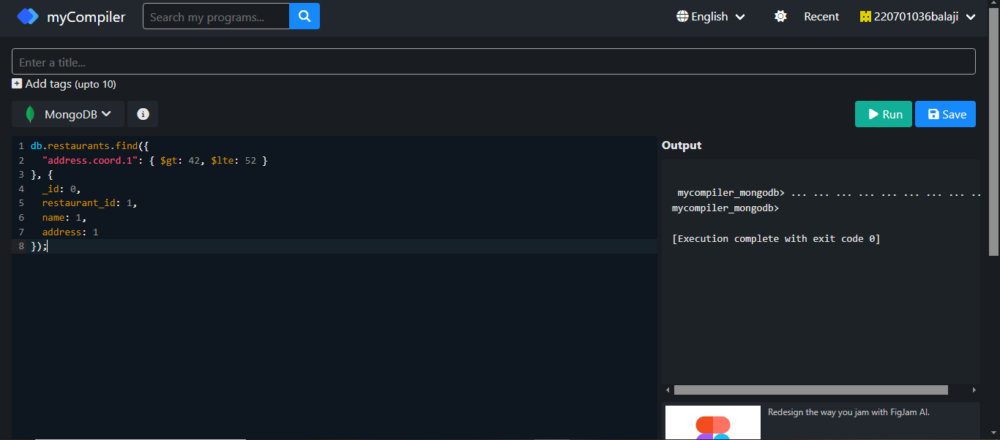 myCompiler
Search my programs...
English
Recent
220701036balaji
Enter a title...
Add tags (upto 10)
MongoDB
Run
Save
1 db.restaurants.find({
2 "address.coord.1": { $gt: 42, $lte: 52 }
3 }, {
4 _id: 0,
5 restaurant_id: 1,
6 name: 1,
7 address: 1
8 });
Output
mycompiler_mongodb> ... ... ... ... ... ... ... ... ..
mycompiler_mongodb>
[Execution complete with exit code 0]
Redesign the way you jam with FigJam AI.